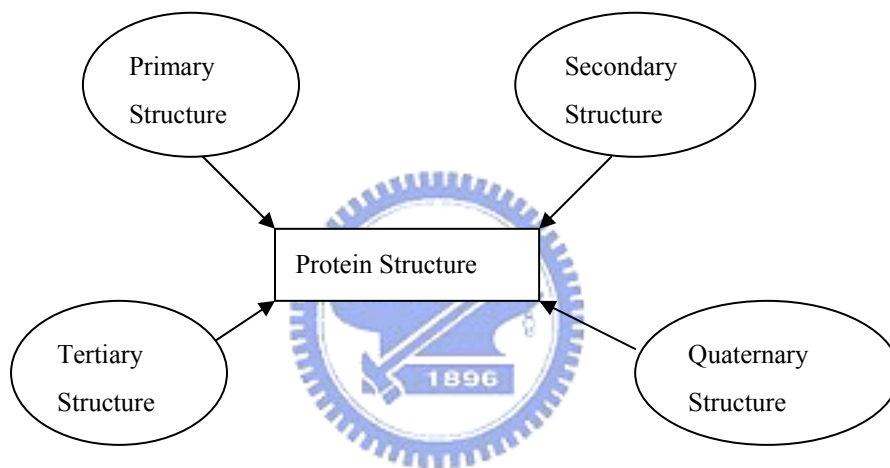 Primary
Structure
Secondary
Structure
Protein Structure
Tertiary
Structure
Quaternary
Structure
1896